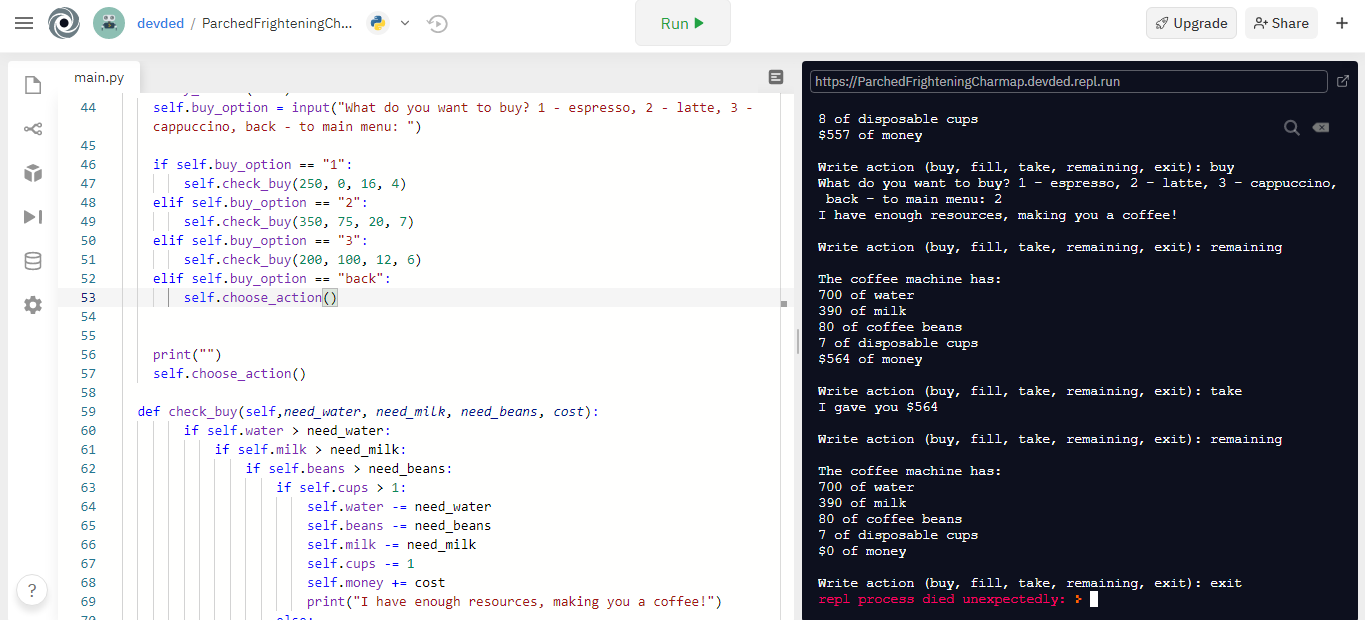 devded / ParchedFrighteningCh...
Run
Upgrade
Share
main.py
44 self.buy_option = input("What do you want to buy? 1 - espresso, 2 - latte, 3 -
cappuccino, back - to main menu: ")
45
46 if self.buy_option == "1":
47 self.check_buy(250, 0, 16, 4)
48 elif self.buy_option == "2":
49 self.check_buy(350, 75, 20, 7)
50 elif self.buy_option == "3":
51 self.check_buy(200, 100, 12, 6)
52 elif self.buy_option == "back":
53 self.choose_action()
54
55
56 print("")
57 self.choose_action()
58
59 def check_buy(self,need_water, need_milk, need_beans, cost):
60 if self.water > need_water:
61 if self.milk > need_milk:
62 if self.beans > need_beans:
63 if self.cups > 1:
64 self.water -= need_water
65 self.beans -= need_beans
66 self.milk -= need_milk
67 self.cups -= 1
68 self.money += cost
69 print("I have enough resources, making you a coffee!")
?
https://ParchedFrighteningCharmap.devded.repl.run
8 of disposable cups
$557 of money
Write action (buy, fill, take, remaining, exit): buy
What do you want to buy? 1 - espresso, 2 - latte, 3 - cappuccino,
back - to main menu: 2
I have enough resources, making you a coffee!
Write action (buy, fill, take, remaining, exit): remaining
The coffee machine has:
700 of water
390 of milk
80 of coffee beans
7 of disposable cups
$564 of money
Write action (buy, fill, take, remaining, exit): take
I gave you $564
Write action (buy, fill, take, remaining, exit): remaining
The coffee machine has:
700 of water
390 of milk
80 of coffee beans
7 of disposable cups
$0 of money
Write action (buy, fill, take, remaining, exit): exit
repl process died unexpectedly: